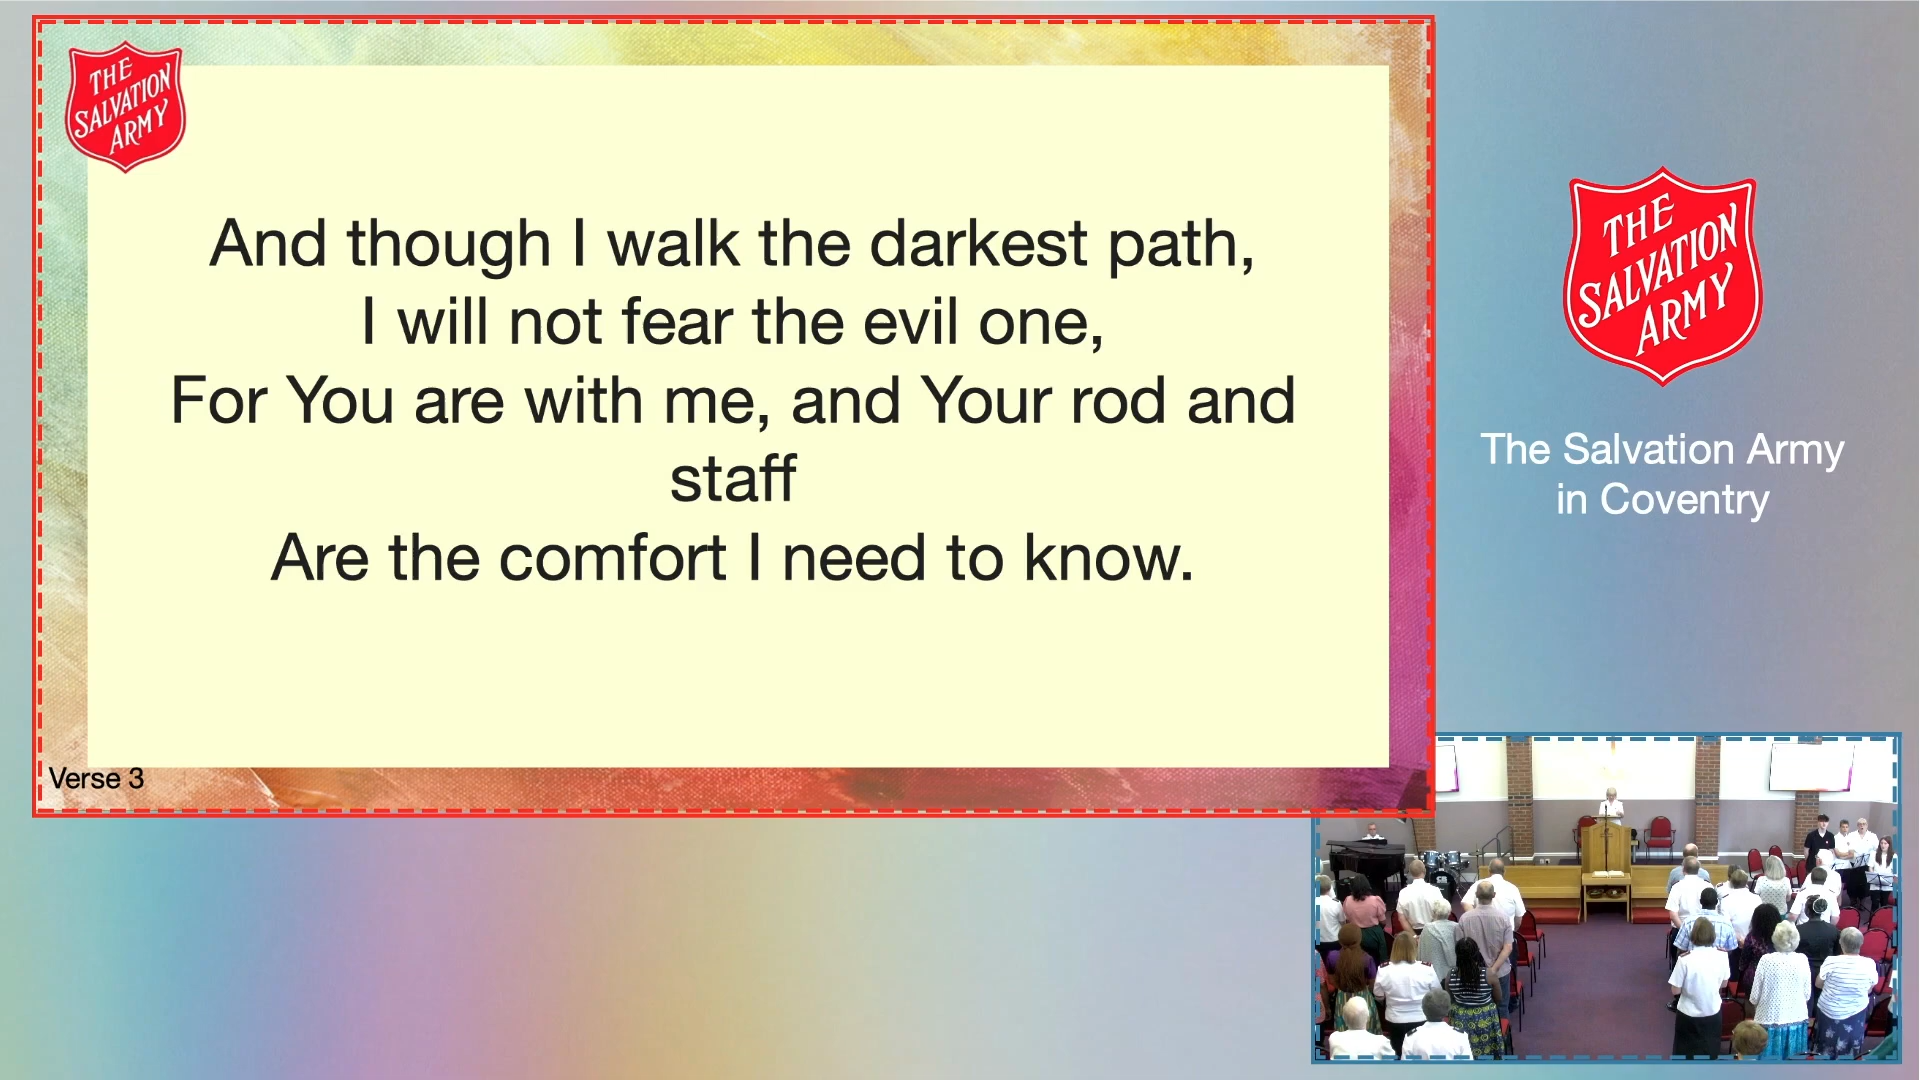 THE
SALVATION
ARMY
And though I walk the darkest path,
I will not fear the evil one,
For You are with me, and Your rod and
staff
Are the comfort I need to know.
Verse 3
THE
SALVATION
ARMY
The Salvation Army
in Coventry